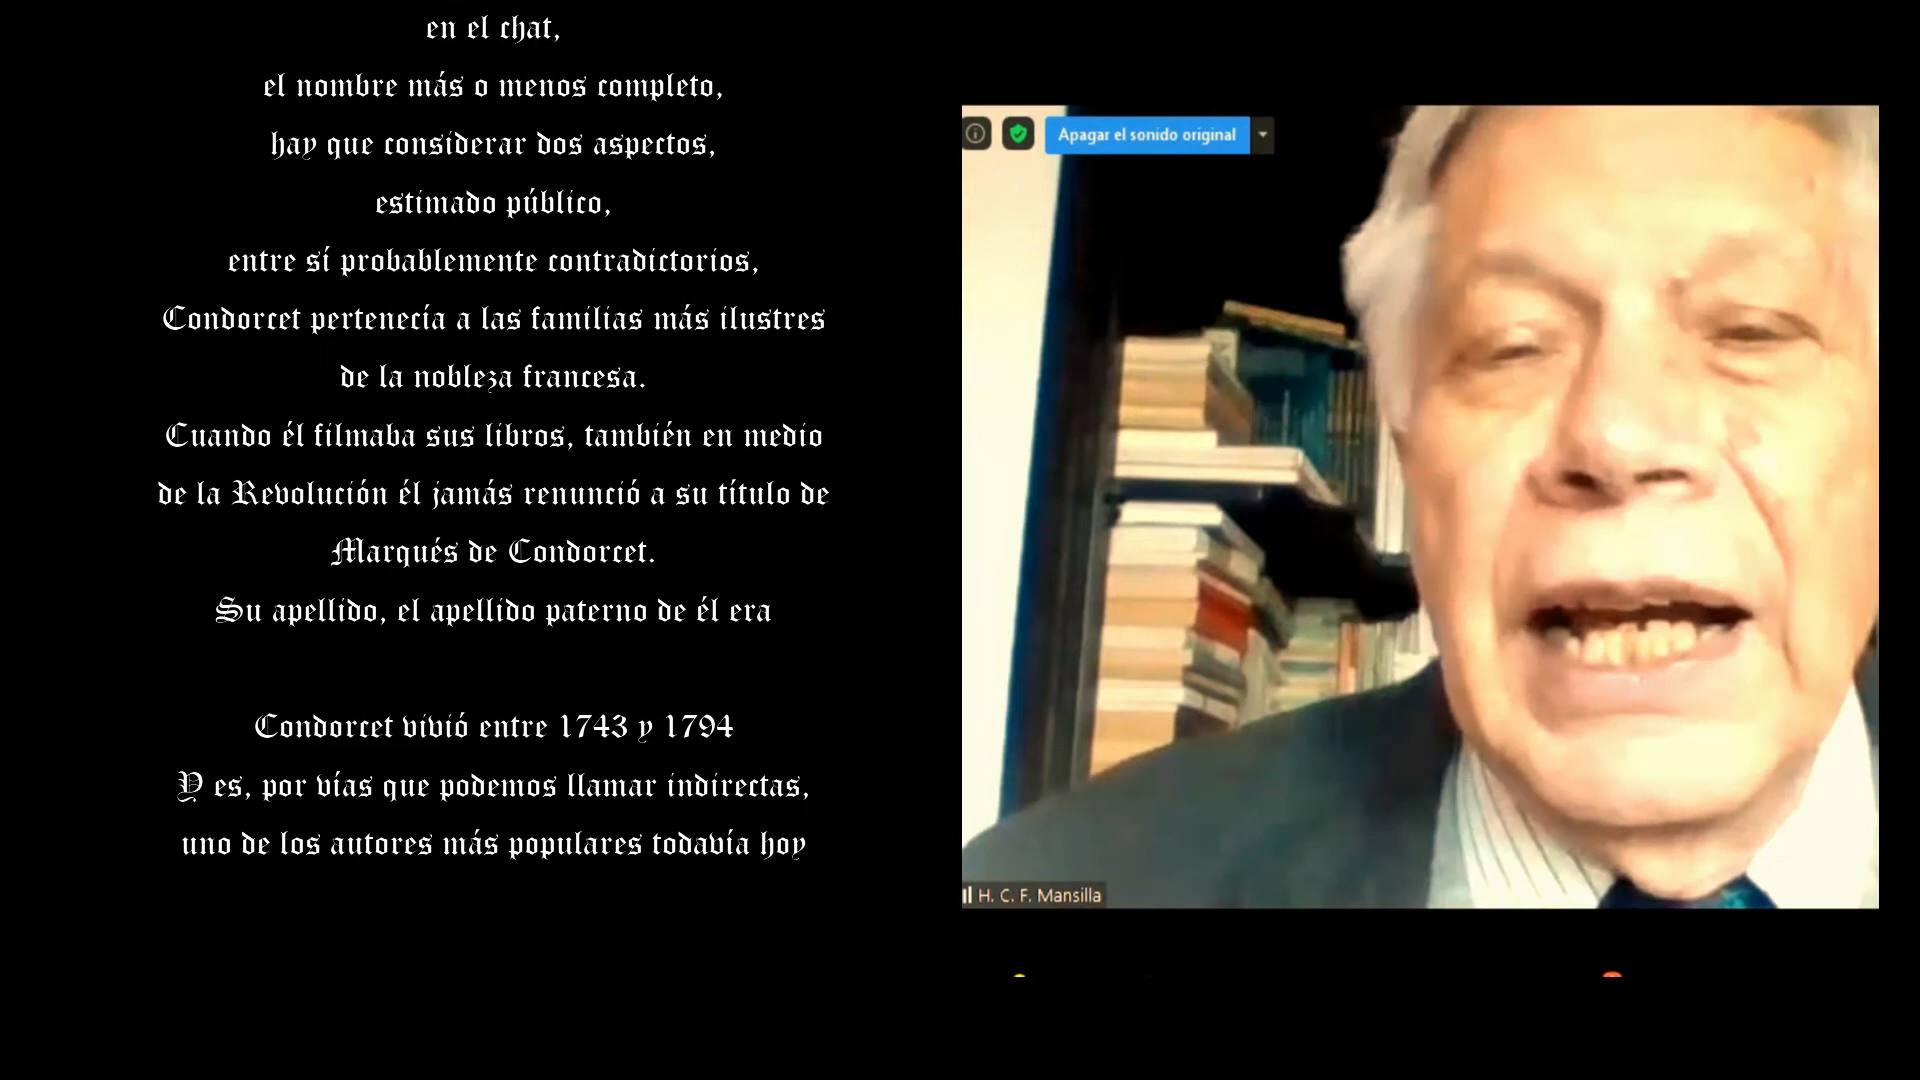 en el chat,
el nombre más o menos completo,
hay que considerar dos aspectos,
estimado público,
entre sí probablemente contradictorios,
Condorcet pertenecía a las familias más ilustres
de la nobleza francesa.
Cuando él filmaba sus libros, también en medio
de la Revolución él jamás renunció a su título de
Marqués de Condorcet.
Su apellido, el apellido paterno de él era
Condorcet vivió entre 1743 y 1794
Y es, por vías que podemos llamar indirectas,
uno de los autores más populares todavía hoy
Apagar el sonido original
H. C. F. Mansilla